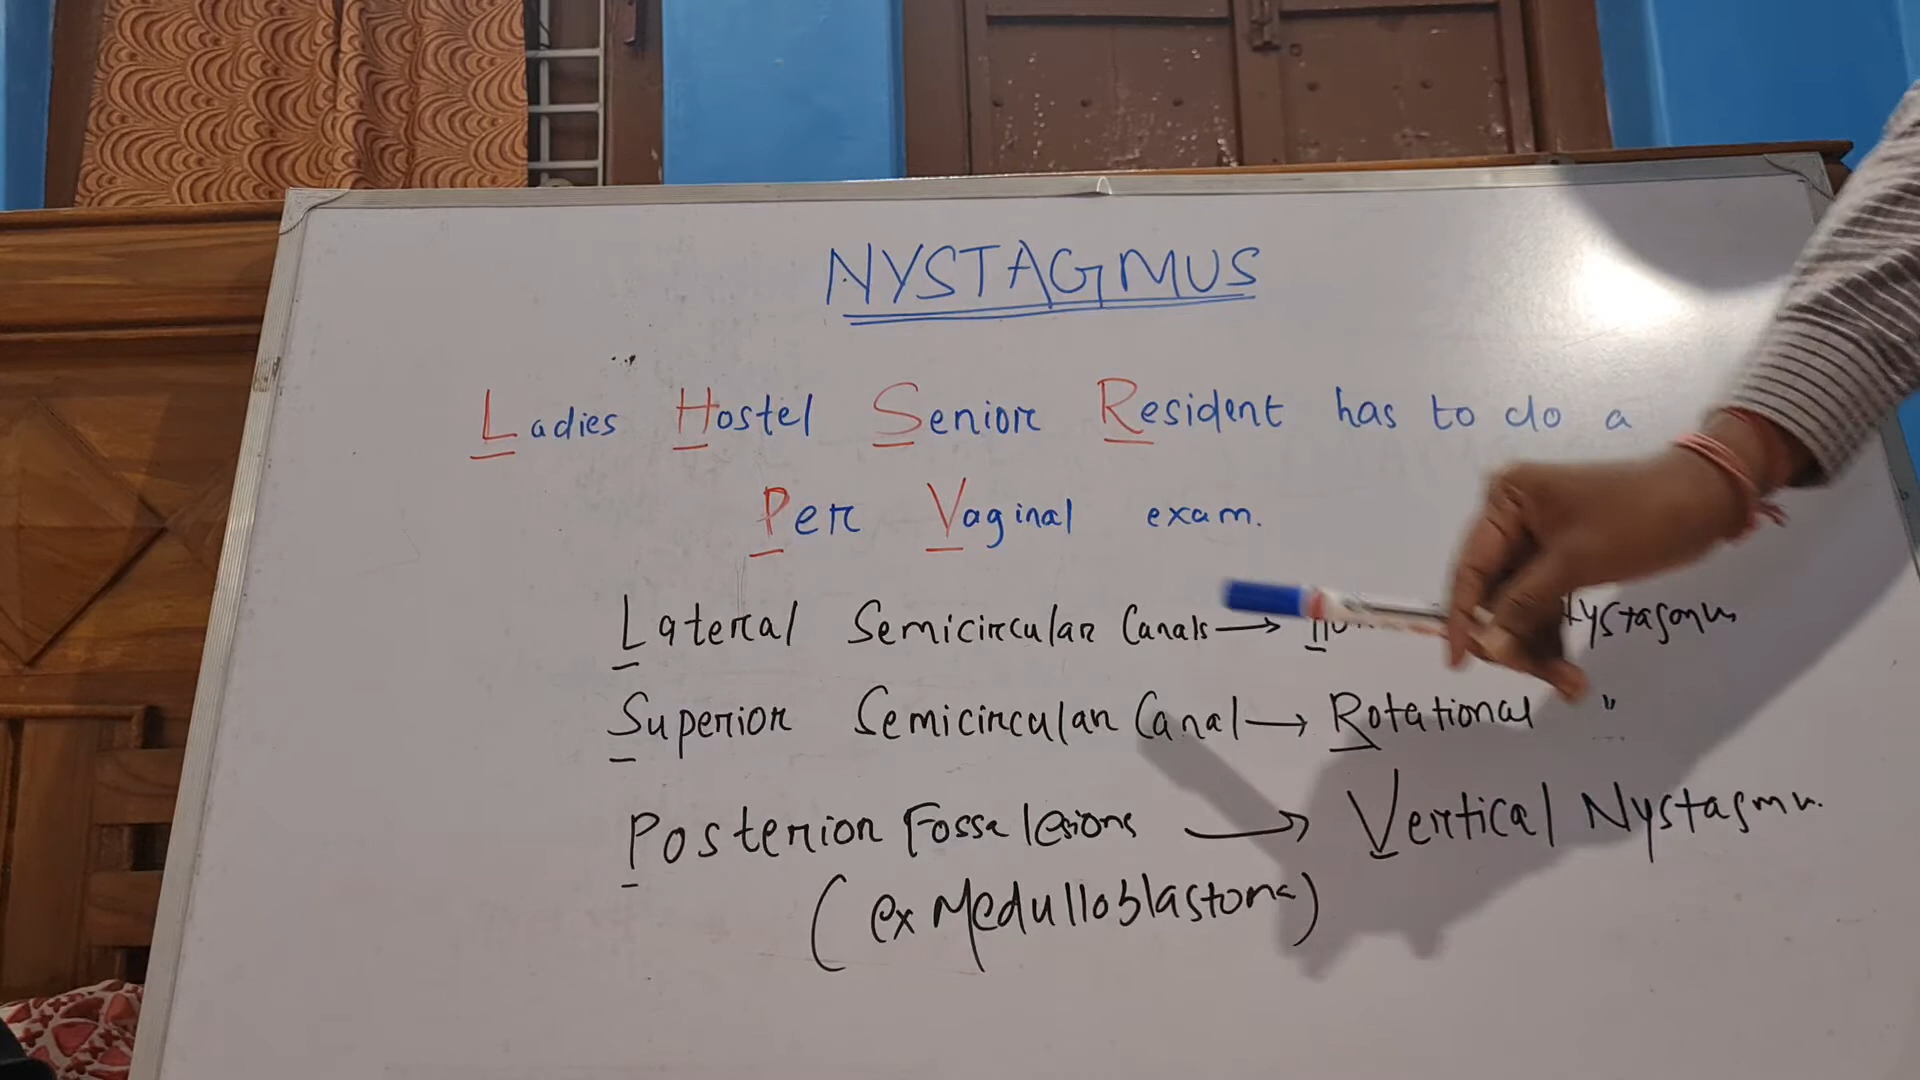 NYSTAGMUS
Ladies Hostel Senior Resident has to do a
Per Vaginal exam.
Lateral Semicircular Canals →
Superior Semicircular Canal → Rotational "
Posterior Fossa lesions → Vertical Nystagmu.
(ex Medulloblastoma)